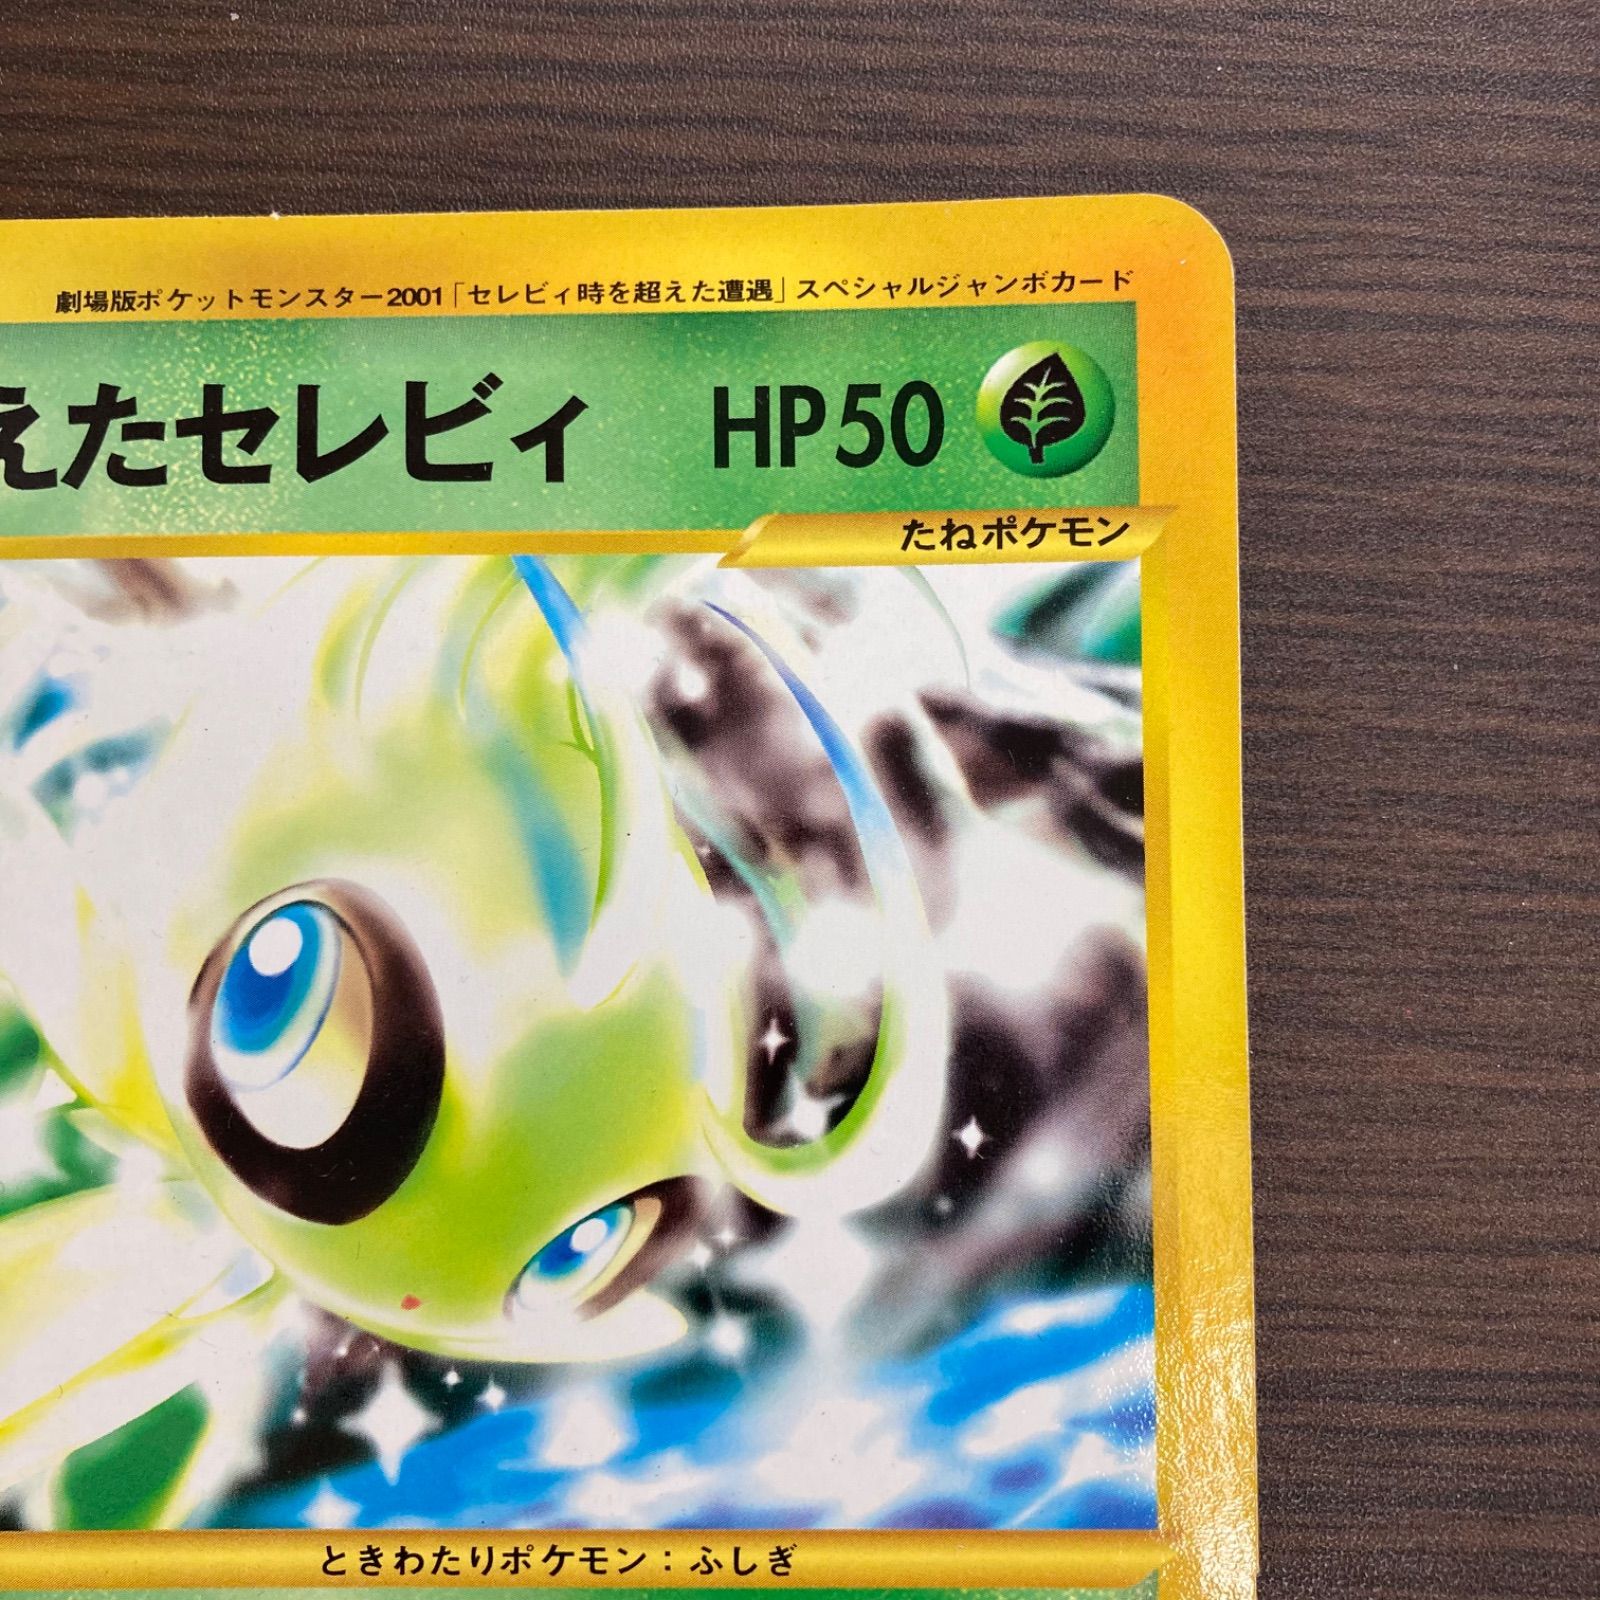 劇場版ポケットモンスター2001「セレビィ時を超えた遭遇」スペシャルジャンボカード
えたセレビィ HP50
たねポケモン
ときわたりポケモン：ふしぎ